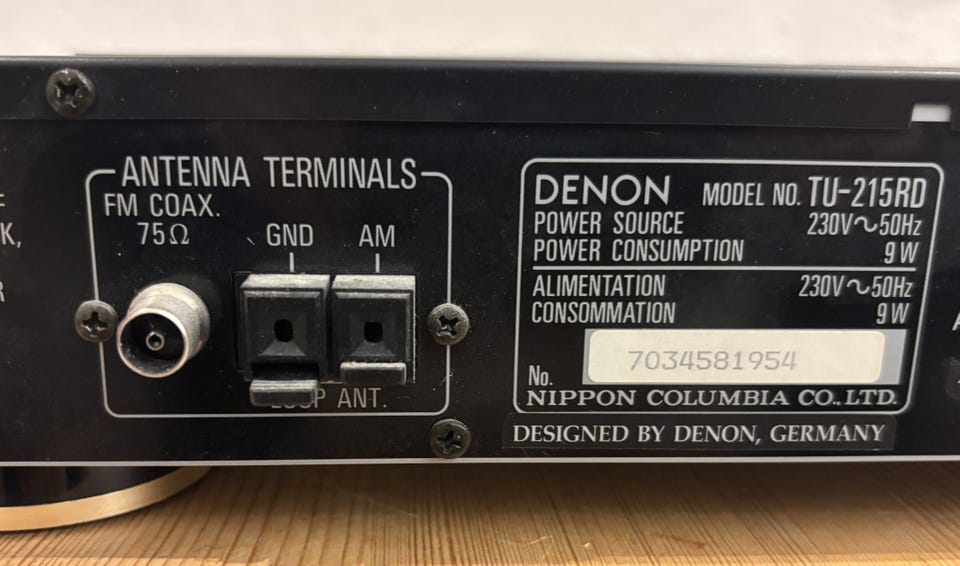 ANTENNA TERMINALS
FM COAX.
75Ω
GND
AM
LOOP ANT.
DENON MODEL NO. TU-215RD
POWER SOURCE 230V~50Hz
POWER CONSUMPTION 9W
ALIMENTATION 230V~50Hz
CONSOMMATION 9W
No. 7034581954
NIPPON COLUMBIA CO.,LTD.
DESIGNED BY DENON, GERMANY